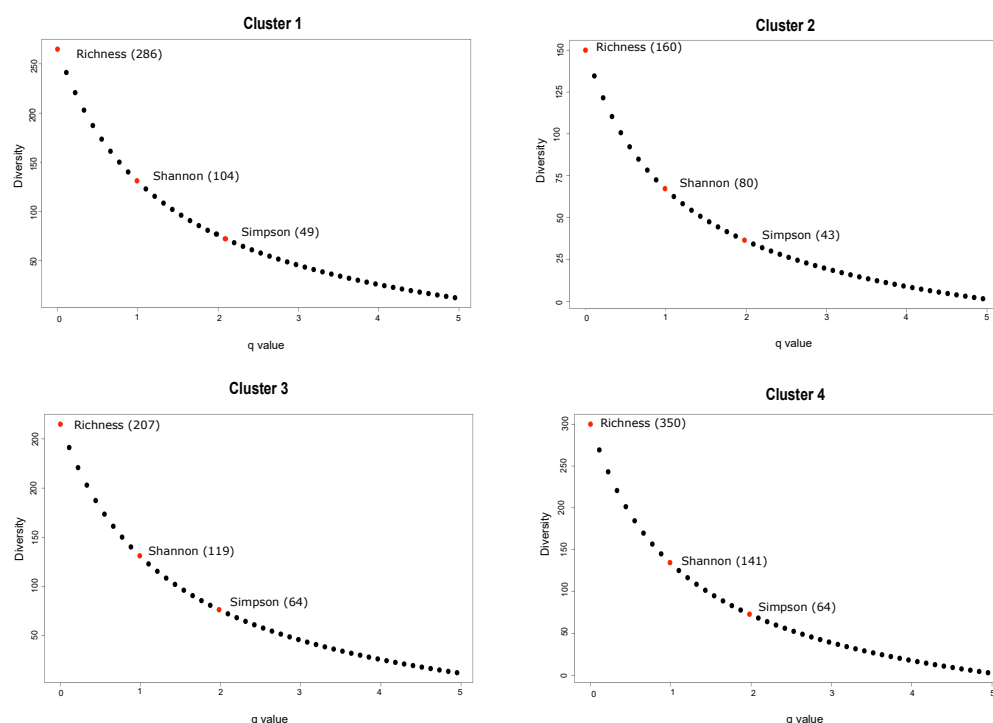 Cluster 1
Richness (286)
Shannon (104)
Simpson (49)
Diversity
250
200
150
100
50
0 1 2 3 4 5
q value
Cluster 2
Richness (160)
Shannon (80)
Simpson (43)
Diversity
150
125
100
75
50
25
0
0 1 2 3 4 5
q value
Cluster 3
Richness (207)
Shannon (119)
Simpson (64)
Diversity
200
150
100
50
0 1 2 3 4 5
q value
Cluster 4
Richness (350)
Shannon (141)
Simpson (64)
Diversity
300
250
200
150
100
50
0
0 1 2 3 4 5
q value